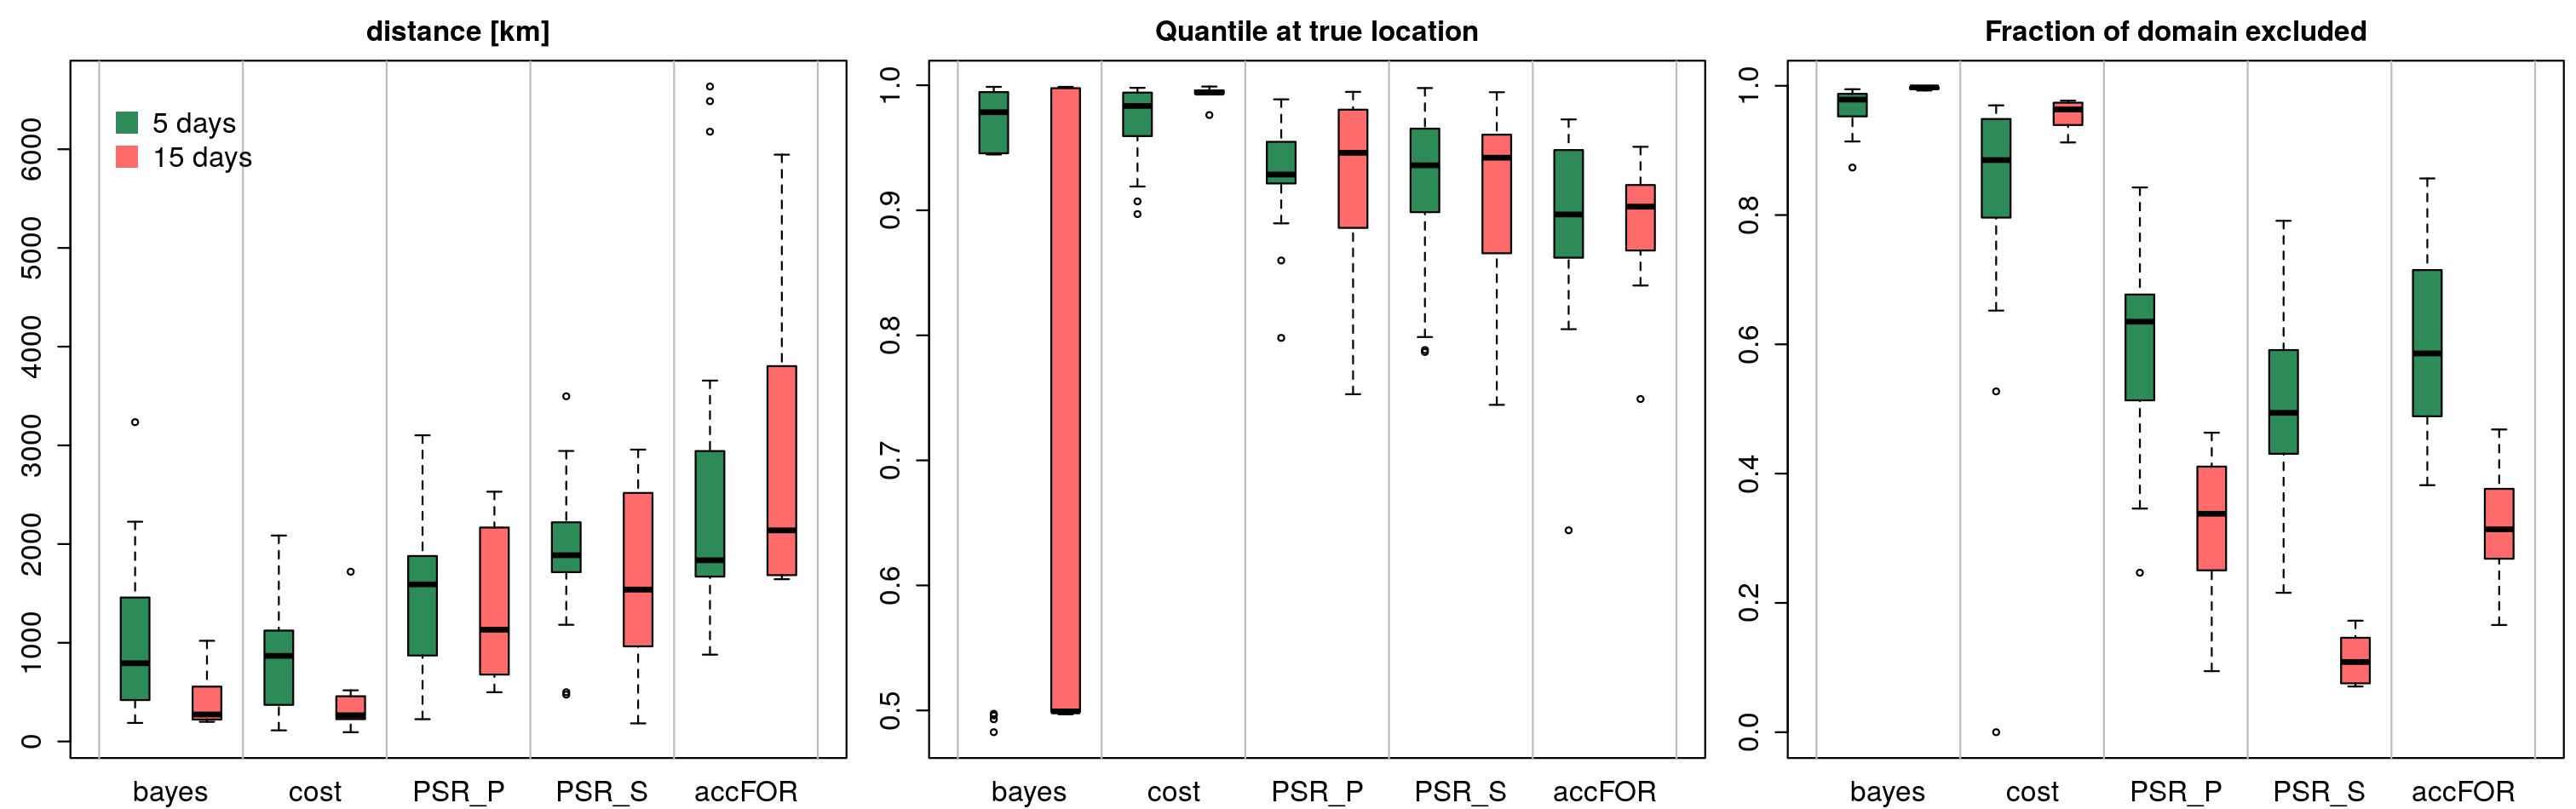 distance [km]
Quantile at true location
Fraction of domain excluded
5 days
15 days
0
1000
2000
3000
4000
5000
6000
bayes
cost
PSR_P
PSR_S
accFOR
0.5
0.6
0.7
0.8
0.9
1.0
bayes
cost
PSR_P
PSR_S
accFOR
0.0
0.2
0.4
0.6
0.8
1.0
bayes
cost
PSR_P
PSR_S
accFOR